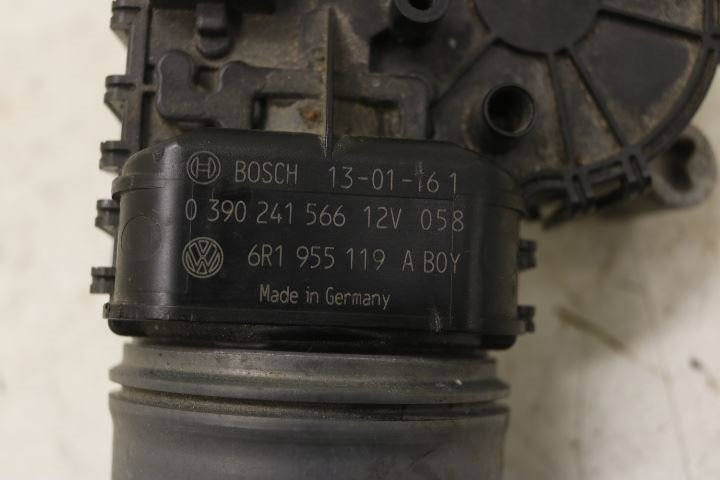 BOSCH 13-01-16 1
0 390 241 566 12V 058
6R1 955 119 A BOY
Made in Germany